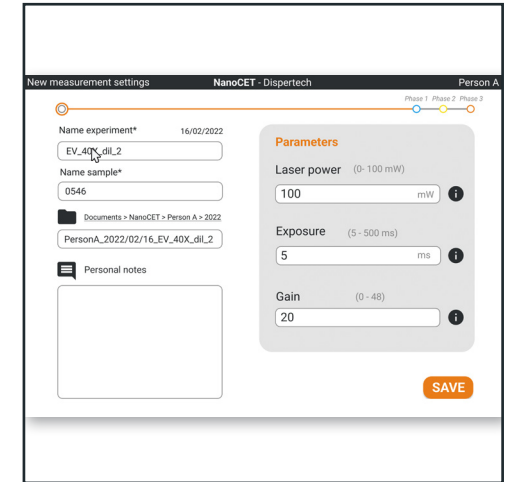 New measurement settings NanoCET - Dispertech Person A
Phase 1 Phase 2 Phase 3
Name experiment* 16/02/2022
EV_40X_dil_2
Name sample*
0546
Documents > NanoCET > Person A > 2022
PersonA_2022/02/16_EV_40X_dil_2
Personal notes
Parameters
Laser power (0- 100 mW)
100 mW
Exposure (5 - 500 ms)
5 ms
Gain (0 - 48)
20
SAVE